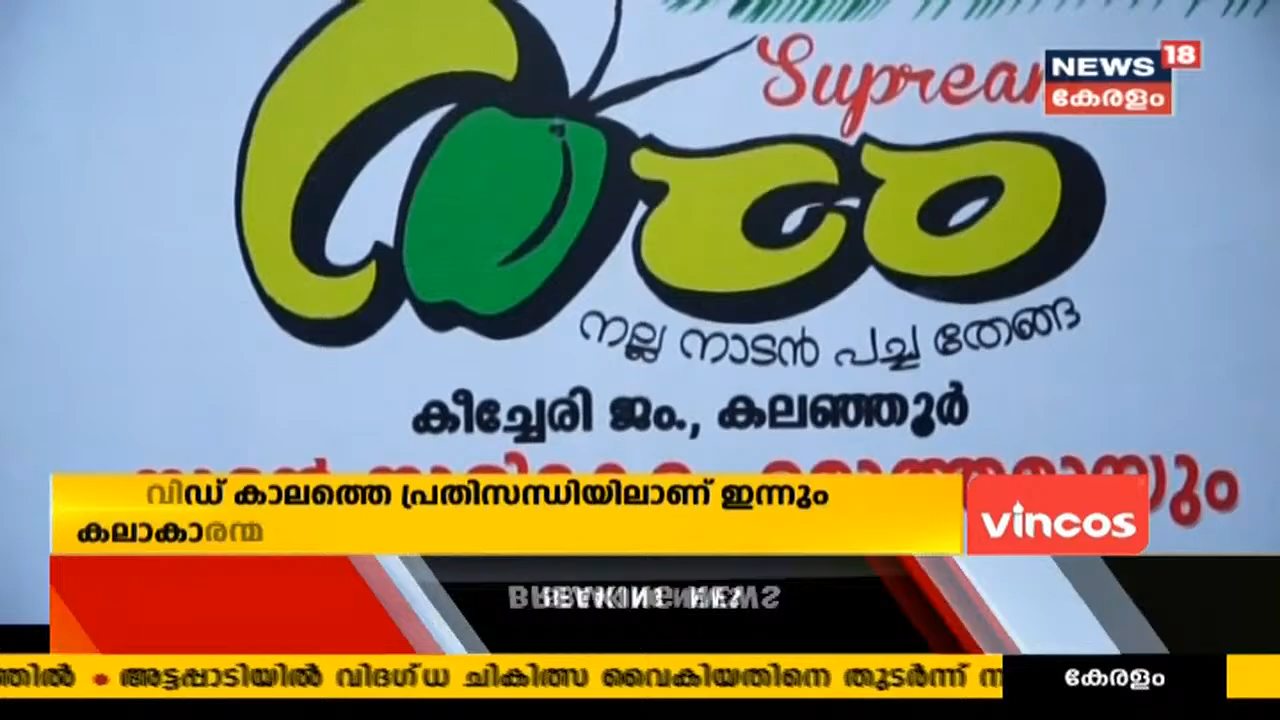 NEWS 18
കേരളം
Coco
നല്ല നാടൻ പച്ച തേങ്ങ
കീച്ചേരി ജം., കലഞ്ഞൂർ
വിഡ് കാലത്തെ പ്രതിസന്ധിയിലാണ് ഇന്നും
കലാകാരന്മ
vincos
BREAKING NEWS
ത്തിൽ • അട്ടപ്പാടിയിൽ വിദഗ്ധ ചികിത്സ വൈകിയതിനെ തുടർന്ന് ന
കേരളം